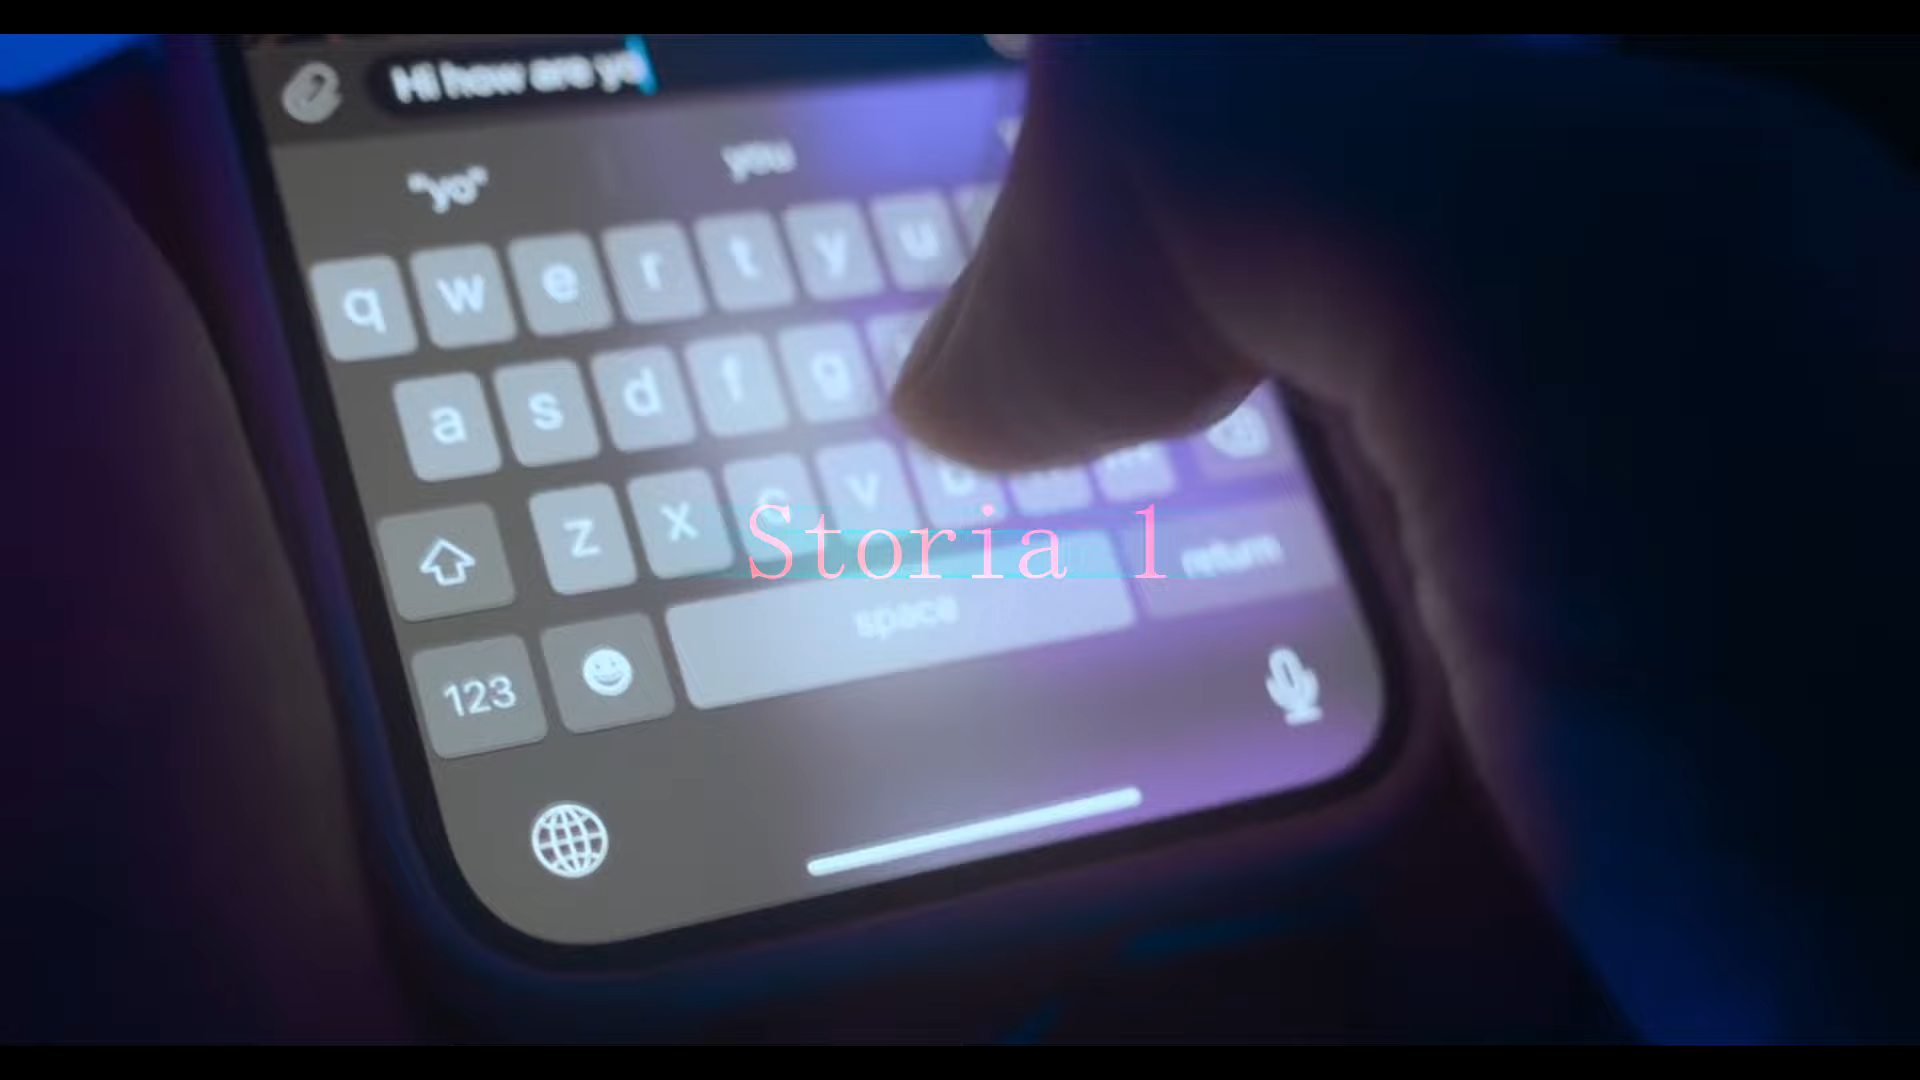 Hi how are yo
"yo" you
q w e r t y u
a s d f g
z x c v b
Storia 1
return
123 space